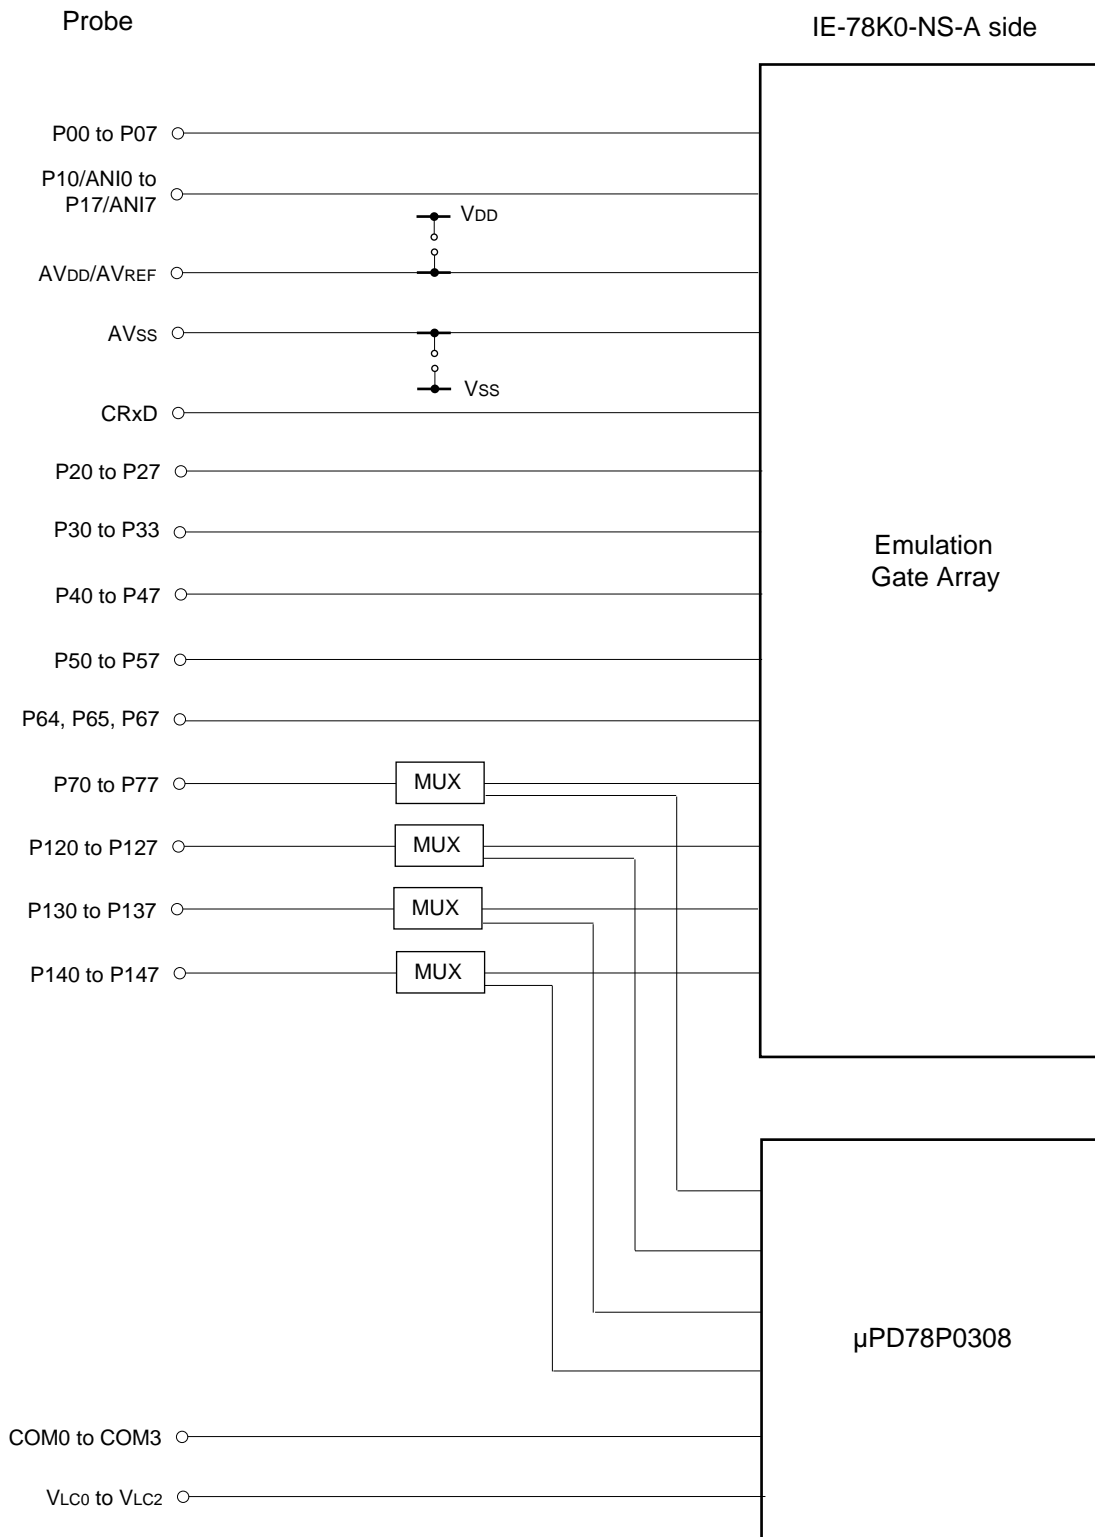 Probe
IE-78K0-NS-A side
P00 to P07
P10/ANI0 to
P17/ANI7
VDD
AVDD/AVREF
AVSS
VSS
CRxD
P20 to P27
P30 to P33
Emulation
Gate Array
P40 to P47
P50 to P57
P64, P65, P67
P70 to P77
MUX
P120 to P127
MUX
P130 to P137
MUX
P140 to P147
MUX
µPD78P0308
COM0 to COM3
VLC0 to VLC2